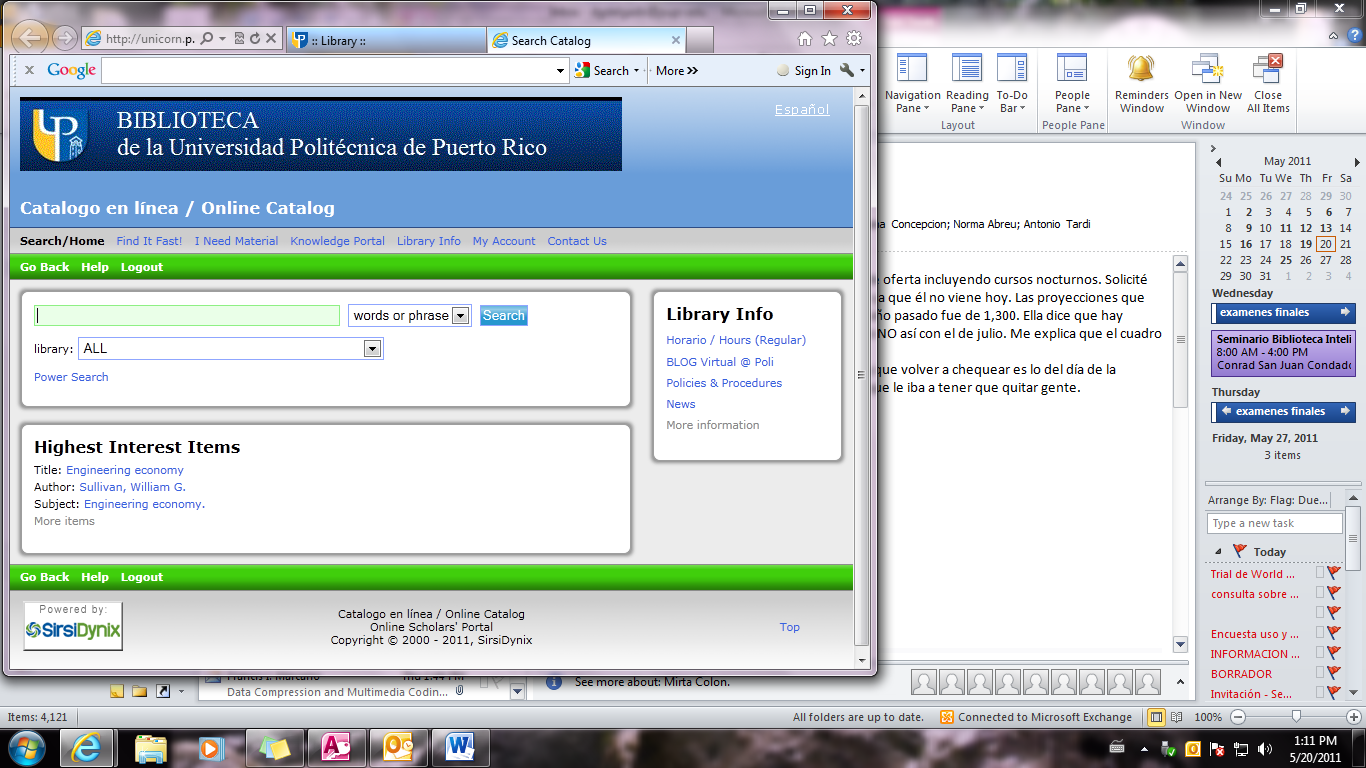 http://unicorn.p.
:: Library ::
Search Catalog
Google
Search
More »
Sign In
Español
BIBLIOTECA
de la Universidad Politécnica de Puerto Rico
Catalogo en línea / Online Catalog
Search/Home Find It Fast! I Need Material Knowledge Portal Library Info My Account Contact Us
Go Back Help Logout
words or phrase
Search
library: ALL
Power Search
Highest Interest Items
Title: Engineering economy
Author: Sullivan, William G.
Subject: Engineering economy.
More items
Library Info
Horario / Hours (Regular)
BLOG Virtual @ Poli
Policies & Procedures
News
More information
Go Back Help Logout
Powered by:
SirsiDynix
Catalogo en línea / Online Catalog
Online Scholars' Portal
Copyright © 2000 - 2011, SirsiDynix
Top
Navigation Pane
Reading Pane
To-Do Bar
People Pane
Reminders Window
Open in New Window
Close All Items
Layout
People Pane
Window
Concepcion; Norma Abreu; Antonio Tardi
oferta incluyendo cursos nocturnos. Solicité
a que él no viene hoy. Las proyecciones que
ño pasado fue de 1,300. Ella dice que hay
NO así con el de julio. Me explica que el cuadro
que volver a chequear es lo del día de la
ue le iba a tener que quitar gente.
May 2011
Su Mo Tu We Th Fr Sa
24 25 26 27 28 29 30
1 2 3 4 5 6 7
8 9 10 11 12 13 14
15 16 17 18 19 20 21
22 23 24 25 26 27 28
29 30 31 1 2 3 4
Wednesday
examenes finales
Seminario Biblioteca Inteli
8:00 AM - 4:00 PM
Conrad San Juan Condado
Thursday
examenes finales
Friday, May 27, 2011
3 items
Arrange By: Flag: Due...
Type a new task
Today
Trial de World ...
consulta sobre ...
Encuesta uso y ...
INFORMACION ...
BORRADOR
Invitación - Se...
Francis I. Marcano Thu 1:44 PM
Data Compression and Multimedia Codin...
See more about: Mirta Colon.
Items: 4,121
All folders are up to date.
Connected to Microsoft Exchange
100%
1:11 PM
5/20/2011